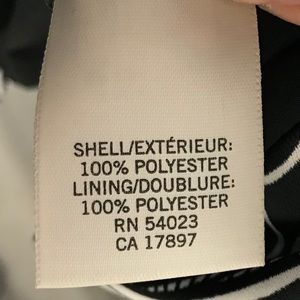 SHELL/EXTÉRIEUR:
100% POLYESTER
LINING/DOUBLURE:
100% POLYESTER
RN 54023
CA 17897